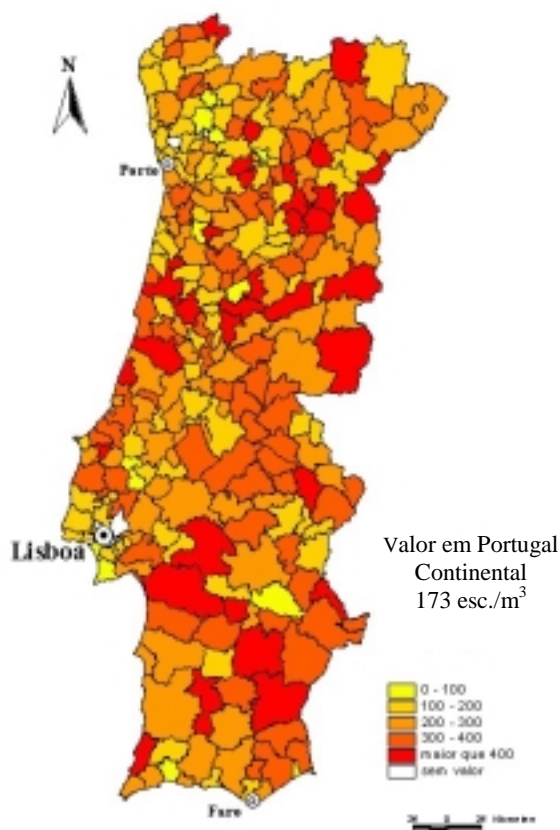 N
Porto
Lisboa
Valor em Portugal
Continental
173 esc./m³
0 - 100
100 - 200
200 - 300
300 - 400
maior que 400
sem valor
Faro